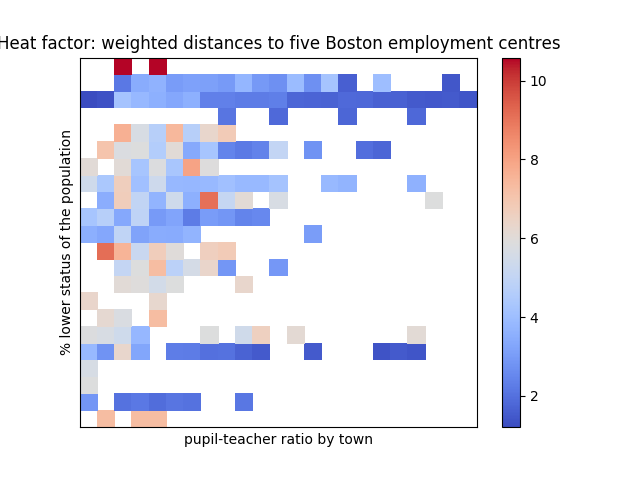 Heat factor: weighted distances to five Boston employment centres
% lower status of the population
pupil-teacher ratio by town
10
8
6
4
2